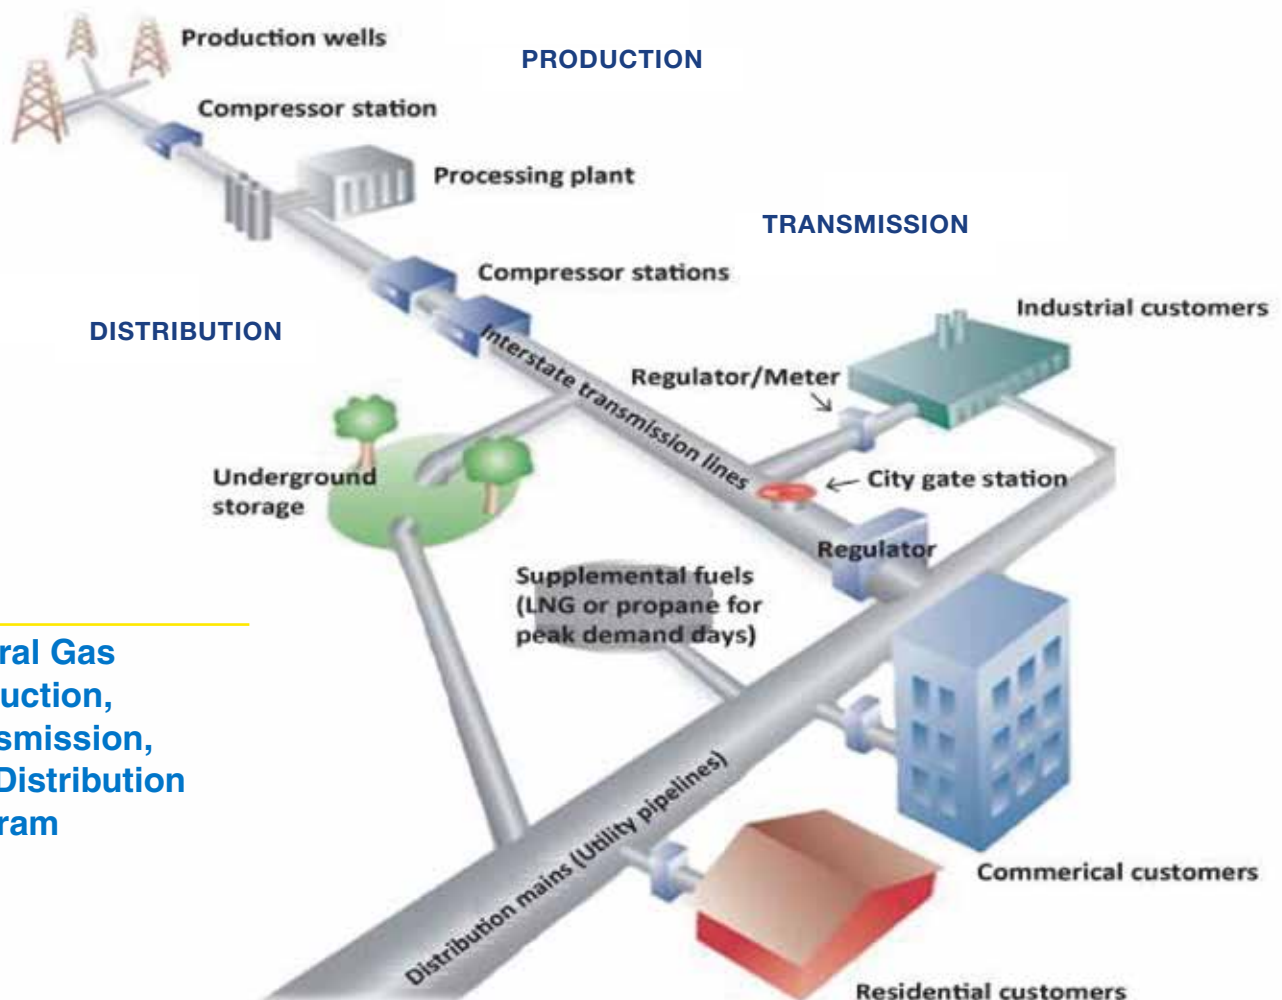 Production wells
PRODUCTION
Compressor station
Processing plant
TRANSMISSION
Compressor stations
Industrial customers
DISTRIBUTION
Interstate transmission lines
Regulator/Meter
City gate station
Underground
storage
Regulator
Supplemental fuels
(LNG or propane for
peak demand days)
ral Gas
uction,
smission,
Distribution
ram
Distribution mains (Utility pipelines)
Commerical customers
Residential customers